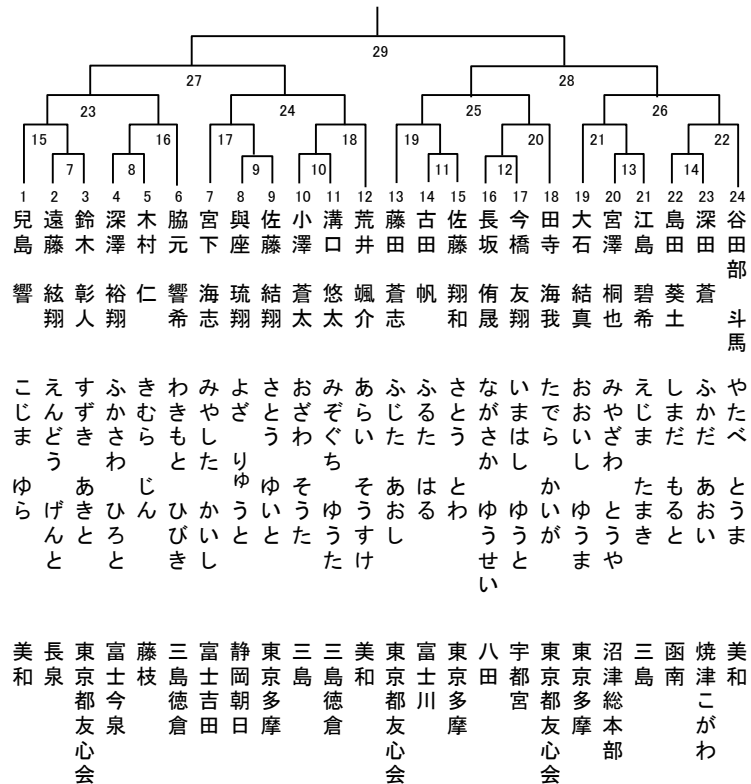 29
27 28
23 24 25 26
15 16 17 18 19 20 21 22
7 8 9 10 11 12 13 14
1 兒島 響 こじま ゆら 美和
2 遠藤 絃翔 えんどう げんと 長泉
3 鈴木 彰人 すずき あきと 東京都友心会
4 深澤 裕翔 ふかさわ ひろと 富士今泉
5 木村 仁 きむら じん 藤枝
6 脇元 響希 わきもと ひびき 三島徳倉
7 宮下 海志 みやした かいし 富士吉田
8 與座 琉翔 よざ りゅうと 静岡朝日
9 佐藤 結翔 さとう ゆいと 東京多摩
10 小澤 蒼太 おざわ そうた 三島
11 溝口 悠太 みぞぐち ゆうた 三島徳倉
12 荒井 颯介 あらい そうすけ 美和
13 藤田 蒼志 ふじた あおし 東京都友心会
14 古田 帆 ふるた はる 富士川
15 佐藤 翔和 さとう とわ 東京多摩
16 長坂 侑晟 ながさか ゆうせい 八田
17 今橋 友翔 いまはし ゆうと 宇都宮
18 田寺 海我 たでら かいが 東京都友心会
19 大石 結真 おおいし ゆうま 東京多摩
20 宮澤 桐也 みやざわ とうや 沼津総本部
21 江島 碧希 えじま たまき 三島
22 島田 葵土 しまだ もると 函南
23 深田 蒼 ふかだ あおい 焼津こがわ
24 谷田部 斗馬 やたべ とうま 美和